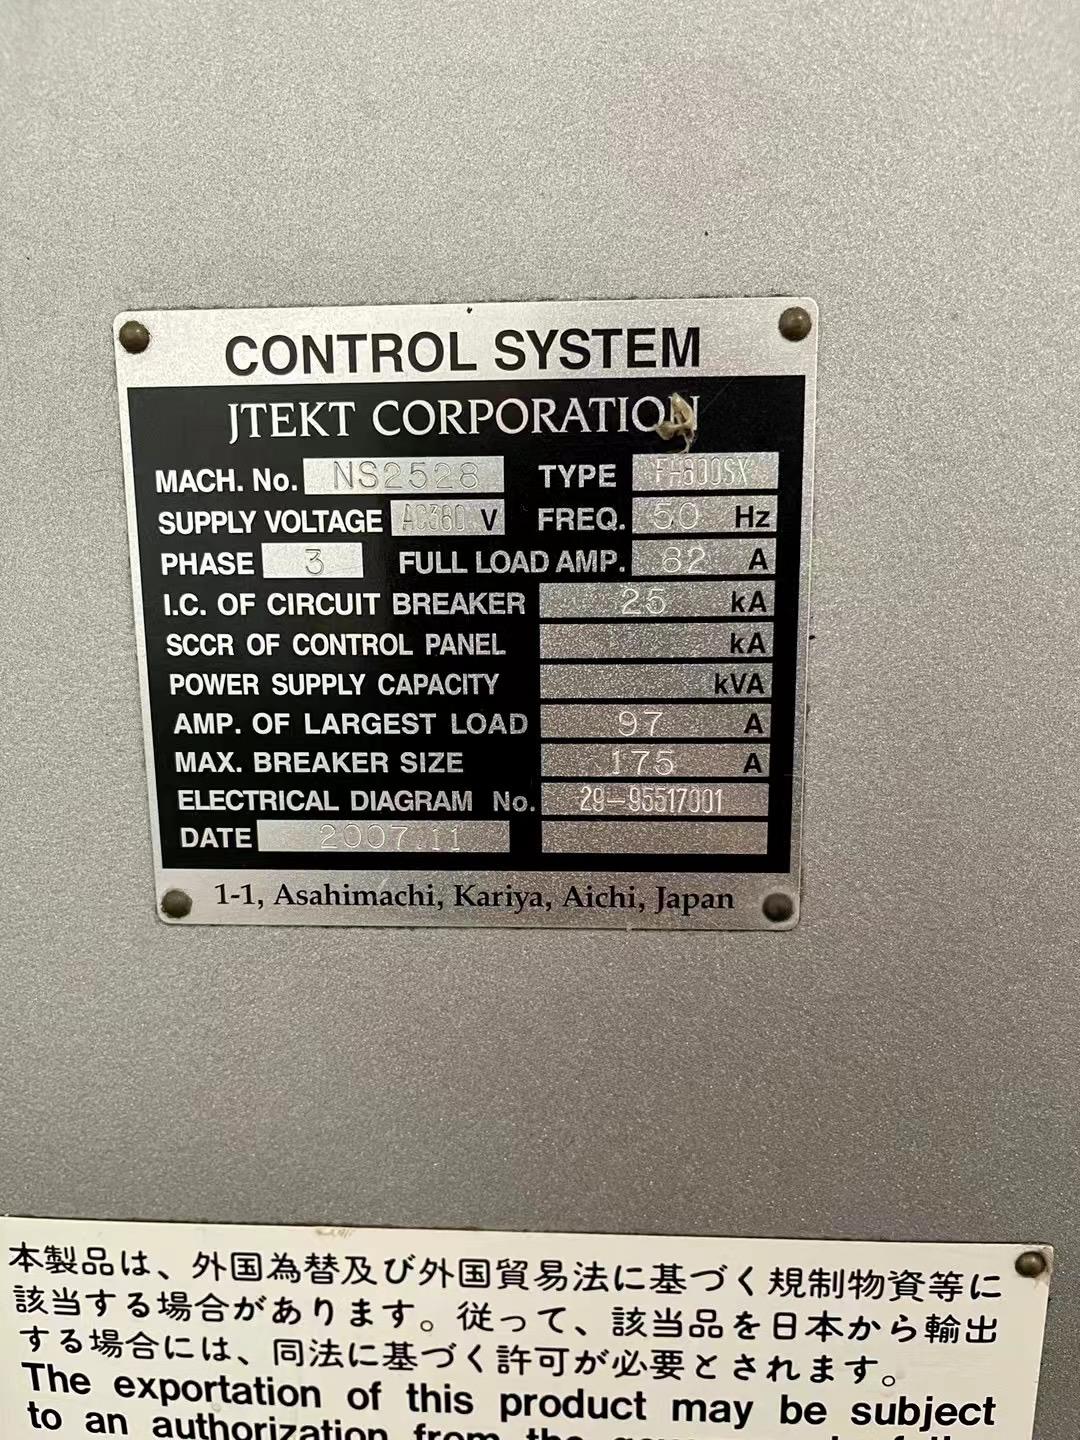 CONTROL SYSTEM
JTEKT CORPORATION
MACH. No. NS2528 TYPE FH800SX
SUPPLY VOLTAGE AC380 V FREQ. 50 Hz
PHASE 3 FULL LOAD AMP. 82 A
I.C. OF CIRCUIT BREAKER 25 kA
SCCR OF CONTROL PANEL kA
POWER SUPPLY CAPACITY kVA
AMP. OF LARGEST LOAD 97 A
MAX. BREAKER SIZE 175 A
ELECTRICAL DIAGRAM No. 29-95517001
DATE 2007.11
1-1, Asahimachi, Kariya, Aichi, Japan
本製品は、外国為替及び外国貿易法に基づく規制物資等に
該当する場合があります。従って、該当品を日本から輸出
する場合には、同法に基づく許可が必要とされます。
The exportation of this product may be subject
to an authorization from the